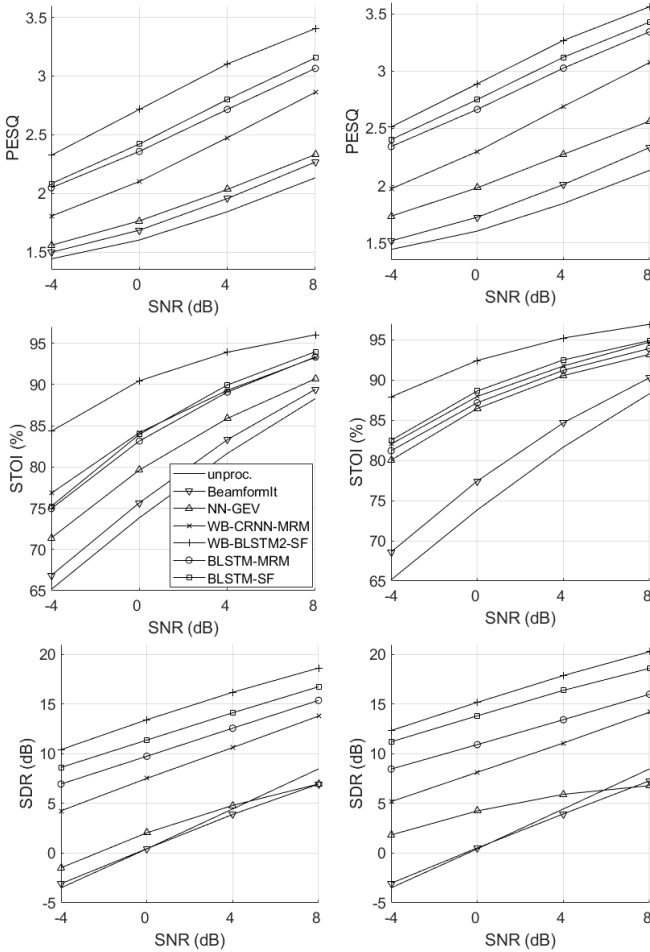 3.5
3
2.5
2
1.5
PESQ
-4 0 4 8
SNR (dB)
3.5
3
2.5
2
1.5
PESQ
-4 0 4 8
SNR (dB)
95
90
85
80
75
70
65
STOI (%)
unproc.
BeamformIt
NN-GEV
WB-CRNN-MRM
WB-BLSTM2-SF
BLSTM-MRM
BLSTM-SF
-4 0 4 8
SNR (dB)
95
90
85
80
75
70
65
STOI (%)
-4 0 4 8
SNR (dB)
20
15
10
5
0
-5
SDR (dB)
-4 0 4 8
SNR (dB)
20
15
10
5
0
-5
SDR (dB)
-4 0 4 8
SNR (dB)